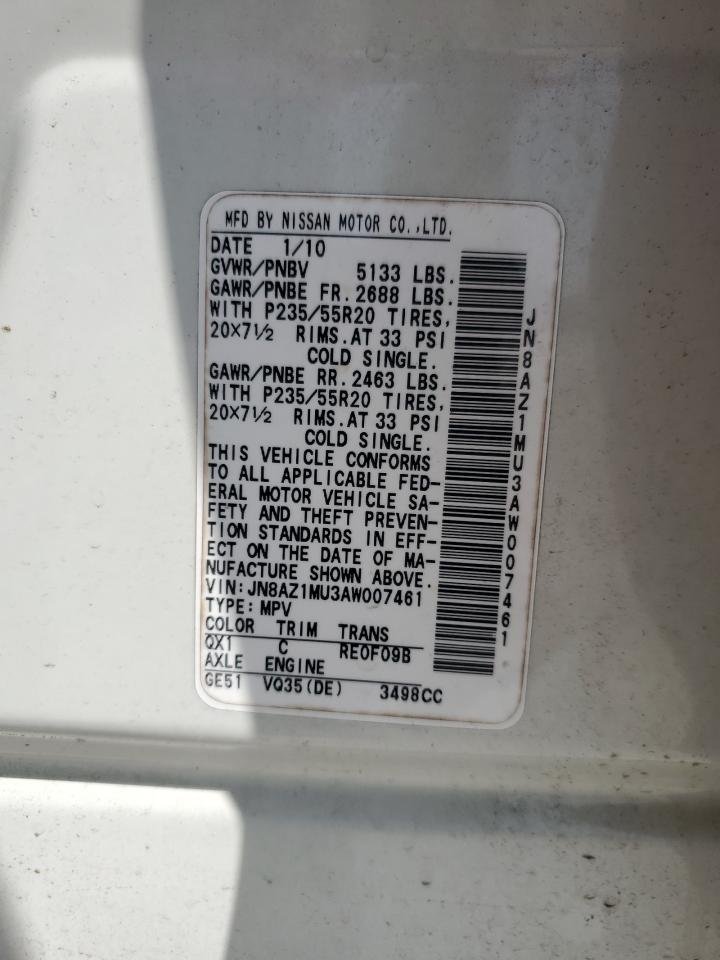 MFD BY NISSAN MOTOR CO.,LTD.
DATE 1/10
GVWR/PNBV 5133 LBS.
GAWR/PNBE FR.2688 LBS.
WITH P235/55R20 TIRES,
20×7½ RIMS.AT 33 PSI
COLD SINGLE.
GAWR/PNBE RR.2463 LBS.
WITH P235/55R20 TIRES,
20×7½ RIMS.AT 33 PSI
COLD SINGLE.
THIS VEHICLE CONFORMS
TO ALL APPLICABLE FED-
ERAL MOTOR VEHICLE SA-
FETY AND THEFT PREVEN-
TION STANDARDS IN EFF-
ECT ON THE DATE OF MA-
NUFACTURE SHOWN ABOVE.
VIN:JN8AZ1MU3AW007461
TYPE:MPV
COLOR TRIM TRANS
QX1 C RE0F09B
AXLE ENGINE
GE51 VQ35(DE) 3498CC
JN8AZ1MU3AW007461